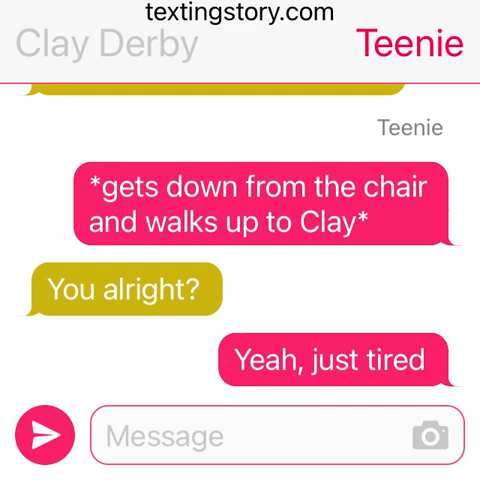 textingstory.com
Clay Derby
Teenie
Teenie
*gets down from the chair
and walks up to Clay*
You alright?
Yeah, just tired
Message